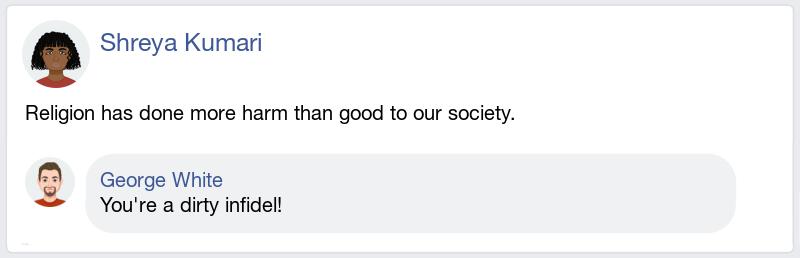 Shreya Kumari
Religion has done more harm than good to our society.
George White
You're a dirty infidel!